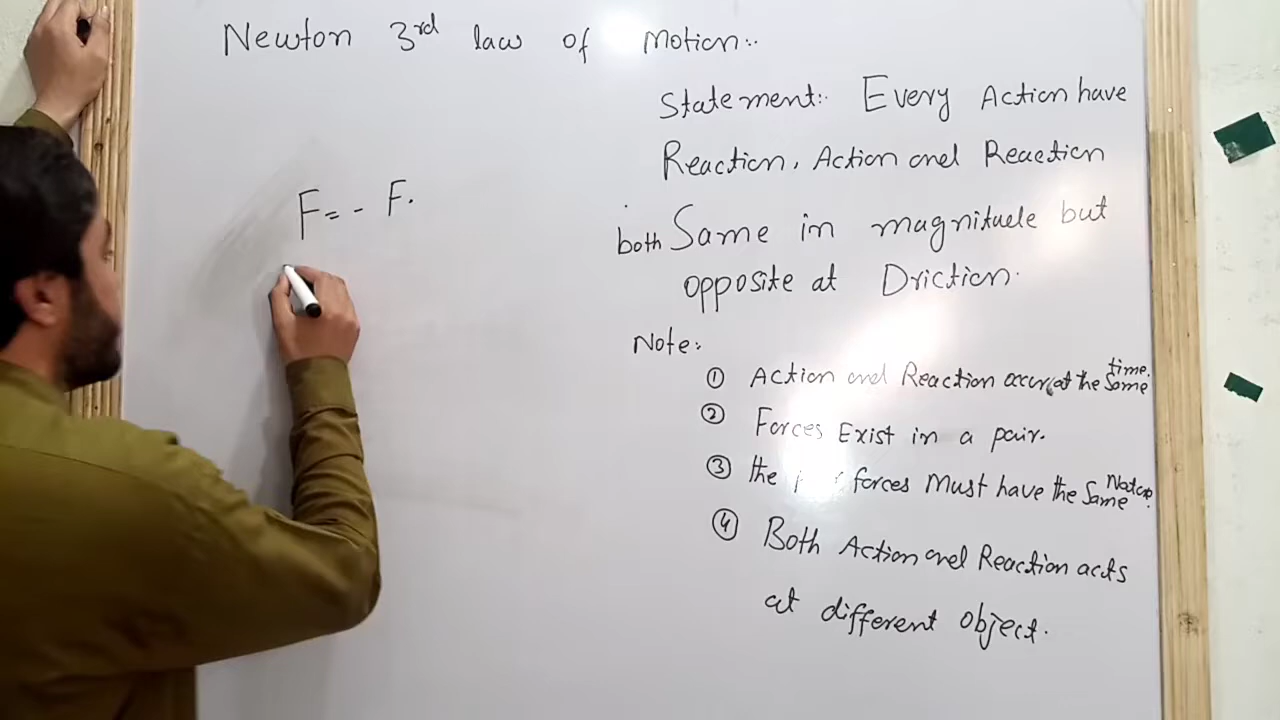 Newton 3rd law of Motion:.
Statement:. Every Action have
Reaction. Action and Reaction
both Same in magnitude but
opposite at Driction.
F = - F.
Note:
① Action and Reaction occur at the Same time.
② Forces Exist in a pair.
③ the forces Must have the Same
④ Both Action and Reaction acts
at different object.